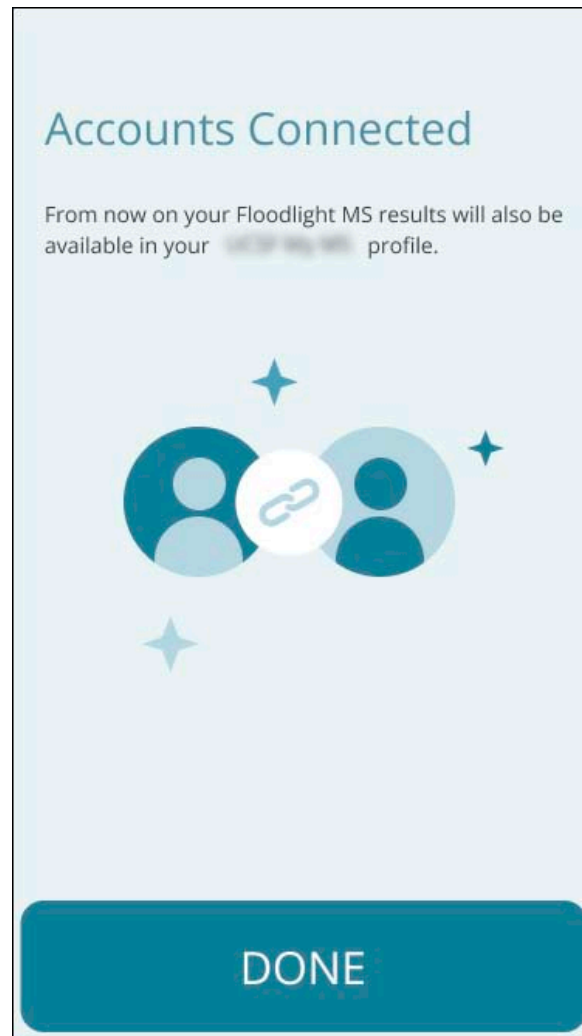 Accounts Connected
From now on your Floodlight MS results will also be
available in your profile.
DONE